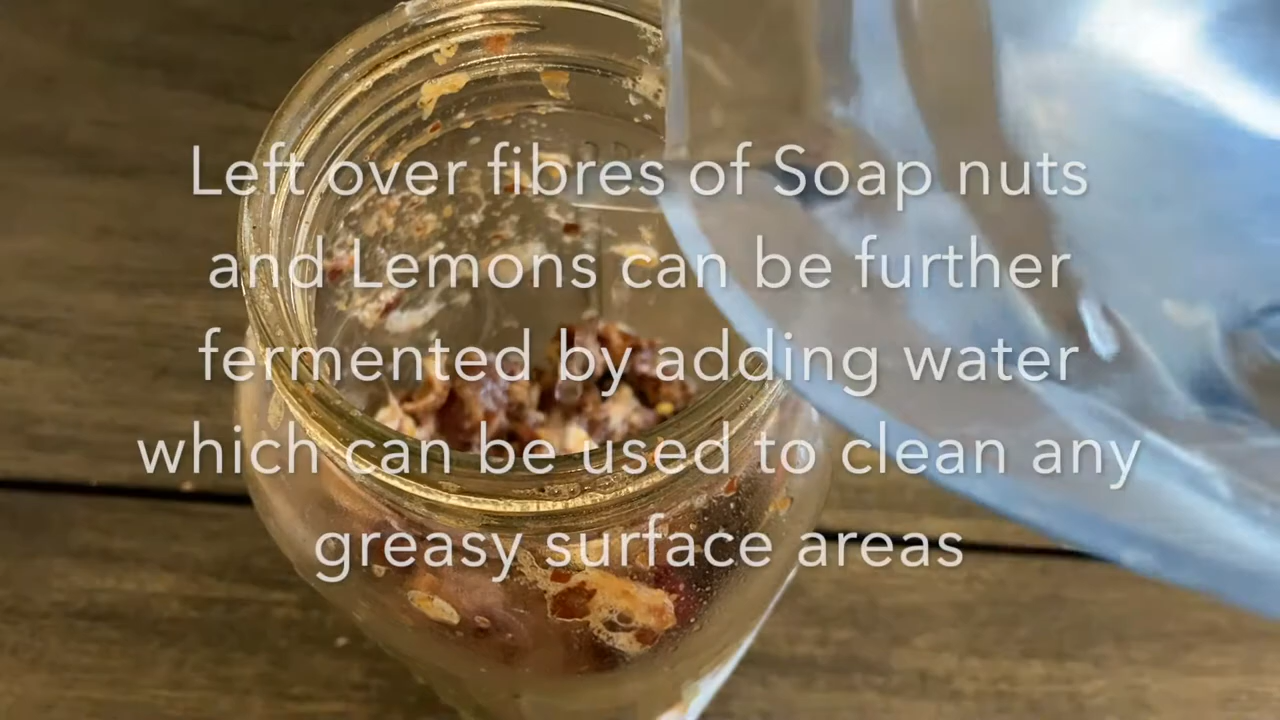 Left over fibres of Soap nuts
and Lemons can be further
fermented by adding water
which can be used to clean any
greasy surface areas